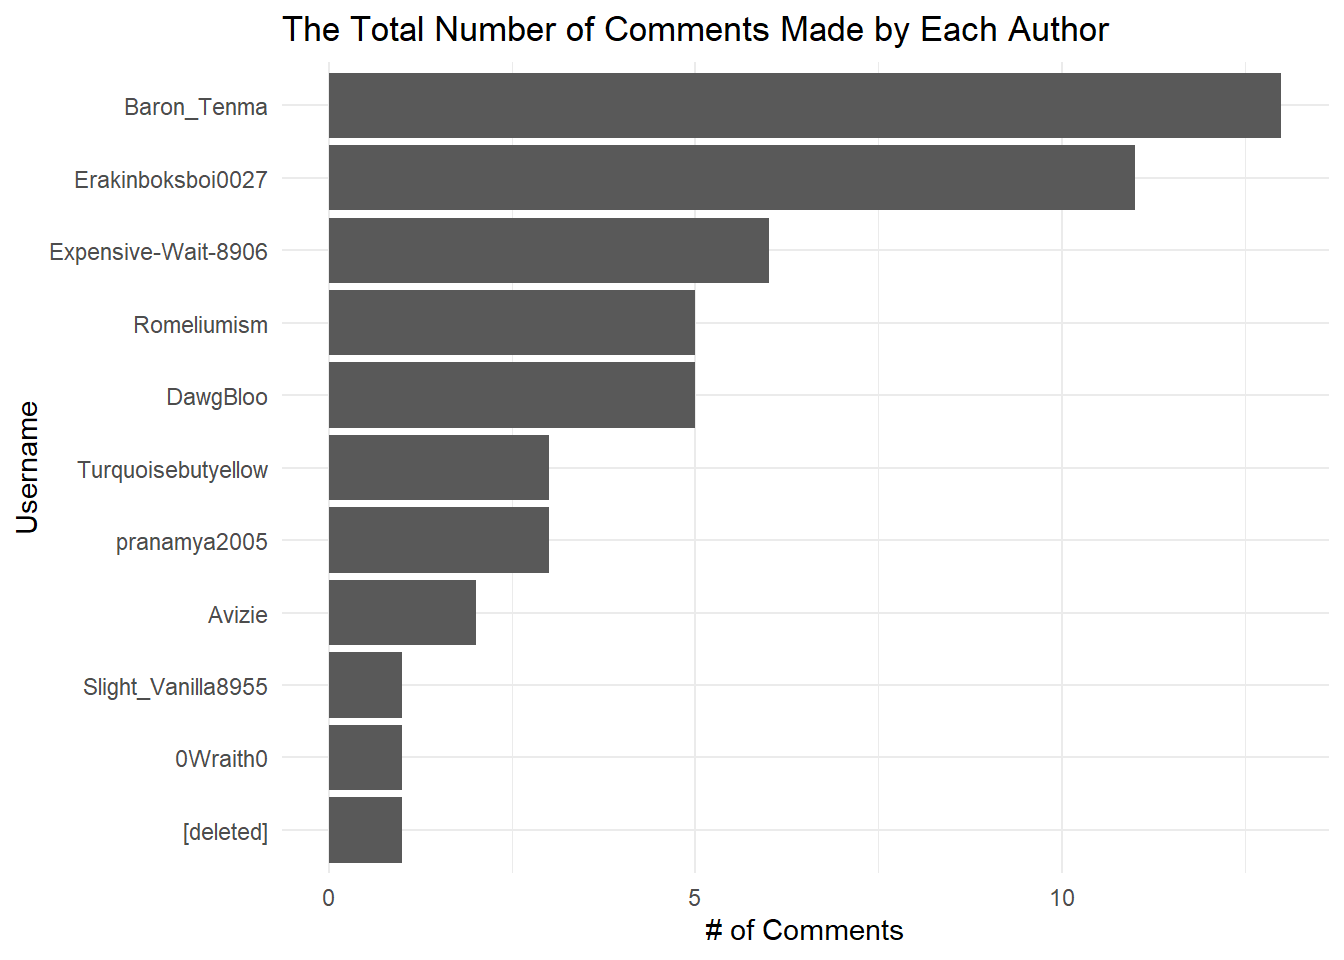 The Total Number of Comments Made by Each Author
Username
Baron_Tenma
Erakinboksboi0027
Expensive-Wait-8906
Romeliumism
DawgBloo
Turquoisebutyellow
pranamya2005
Avizie
Slight_Vanilla8955
0Wraith0
[deleted]
0 5 10
# of Comments